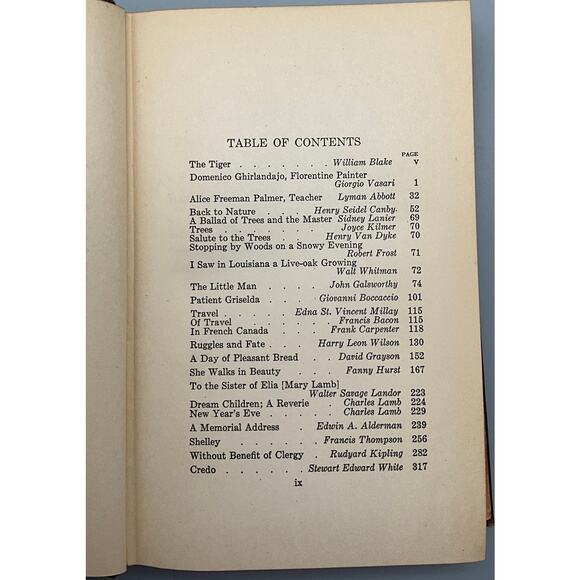 TABLE OF CONTENTS
PAGE
The Tiger . . . . . . . William Blake v
Domenico Ghirlandajo, Florentine Painter
Giorgio Vasari 1
Alice Freeman Palmer, Teacher Lyman Abbott 32
Back to Nature . . . Henry Seidel Canby. 52
A Ballad of Trees and the Master Sidney Lanier 69
Trees . . . . . . . Joyce Kilmer 70
Salute to the Trees . . . Henry Van Dyke 70
Stopping by Woods on a Snowy Evening
Robert Frost 71
I Saw in Louisiana a Live-oak Growing
Walt Whitman 72
The Little Man . . . . John Galsworthy 74
Patient Griselda . . . Giovanni Boccaccio 101
Travel . . . . Edna St. Vincent Millay 115
Of Travel . . . . . Francis Bacon 115
In French Canada . . . Frank Carpenter 118
Ruggles and Fate . . Harry Leon Wilson 130
A Day of Pleasant Bread . . David Grayson 152
She Walks in Beauty . . . Fanny Hurst 167
To the Sister of Elia [Mary Lamb]
Walter Savage Landor 223
Dream Children; A Reverie . Charles Lamb 224
New Year's Eve . . . . Charles Lamb 229
A Memorial Address . Edwin A. Alderman 239
Shelley . . . . . Francis Thompson 256
Without Benefit of Clergy . Rudyard Kipling 282
Credo . . . . . . Stewart Edward White 317
ix